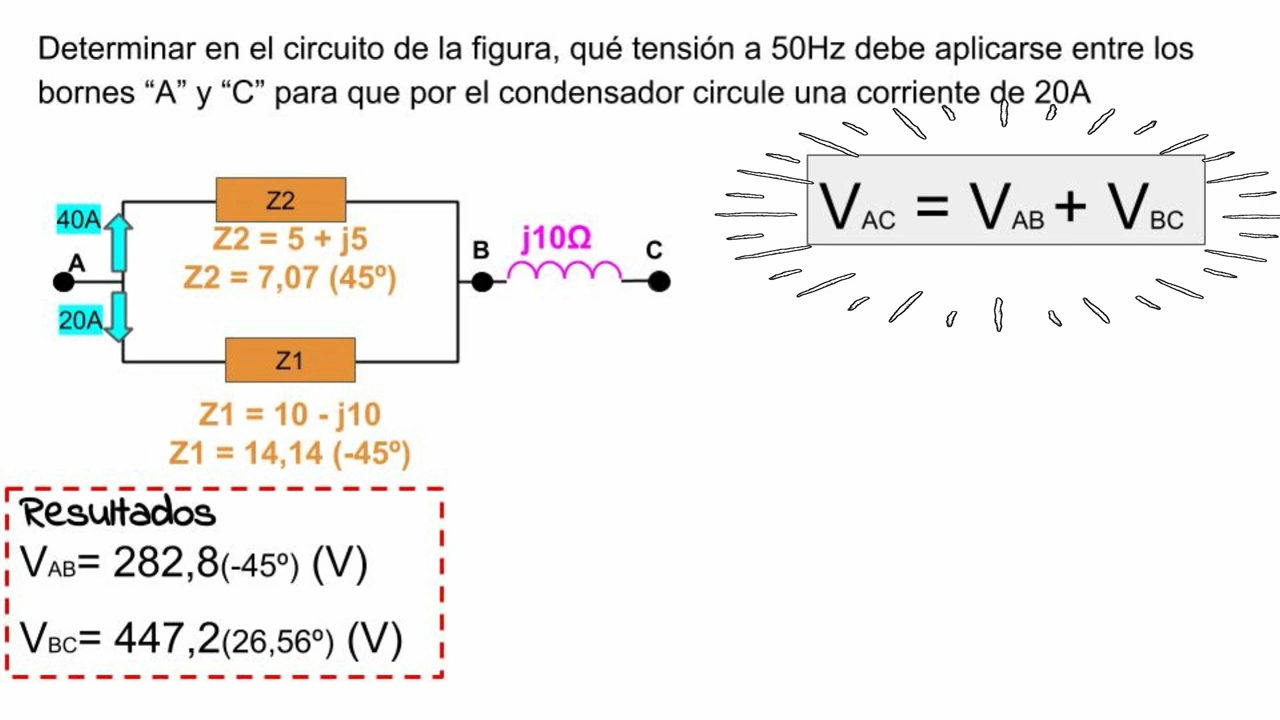 Determinar en el circuito de la figura, qué tensión a 50Hz debe aplicarse entre los
bornes “A” y “C” para que por el condensador circule una corriente de 20A
VAC = VAB + VBC
Z2
40A
Z2 = 5 + j5
Z2 = 7,07 (45º)
A
B
j10Ω
C
20A
Z1
Z1 = 10 - j10
Z1 = 14,14 (-45º)
Resultados
VAB= 282,8(-45º) (V)
VBC= 447,2(26,56º) (V)